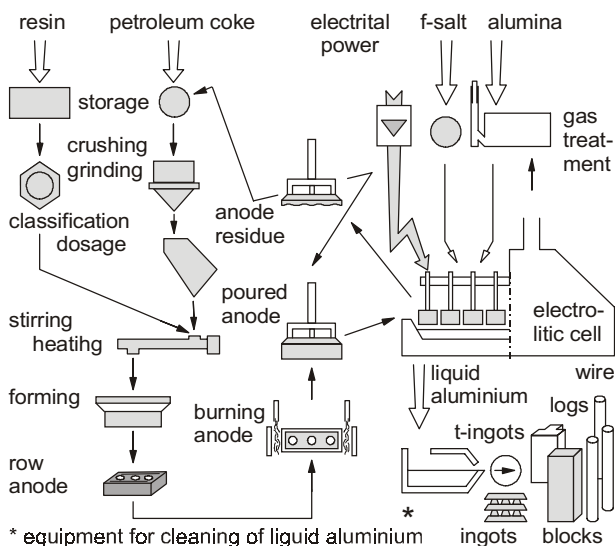 resin
petroleum coke
electrital
power
f-salt
alumina
storage
crushing
grinding
classification
dosage
anode
residue
gas
treat-
ment
poured
anode
stirring
heatihg
electro-
litic cell
forming
burning
anode
liquid
aluminium
wire
logs
t-ingots
row
anode
*
ingots
blocks
* equipment for cleaning of liquid aluminium